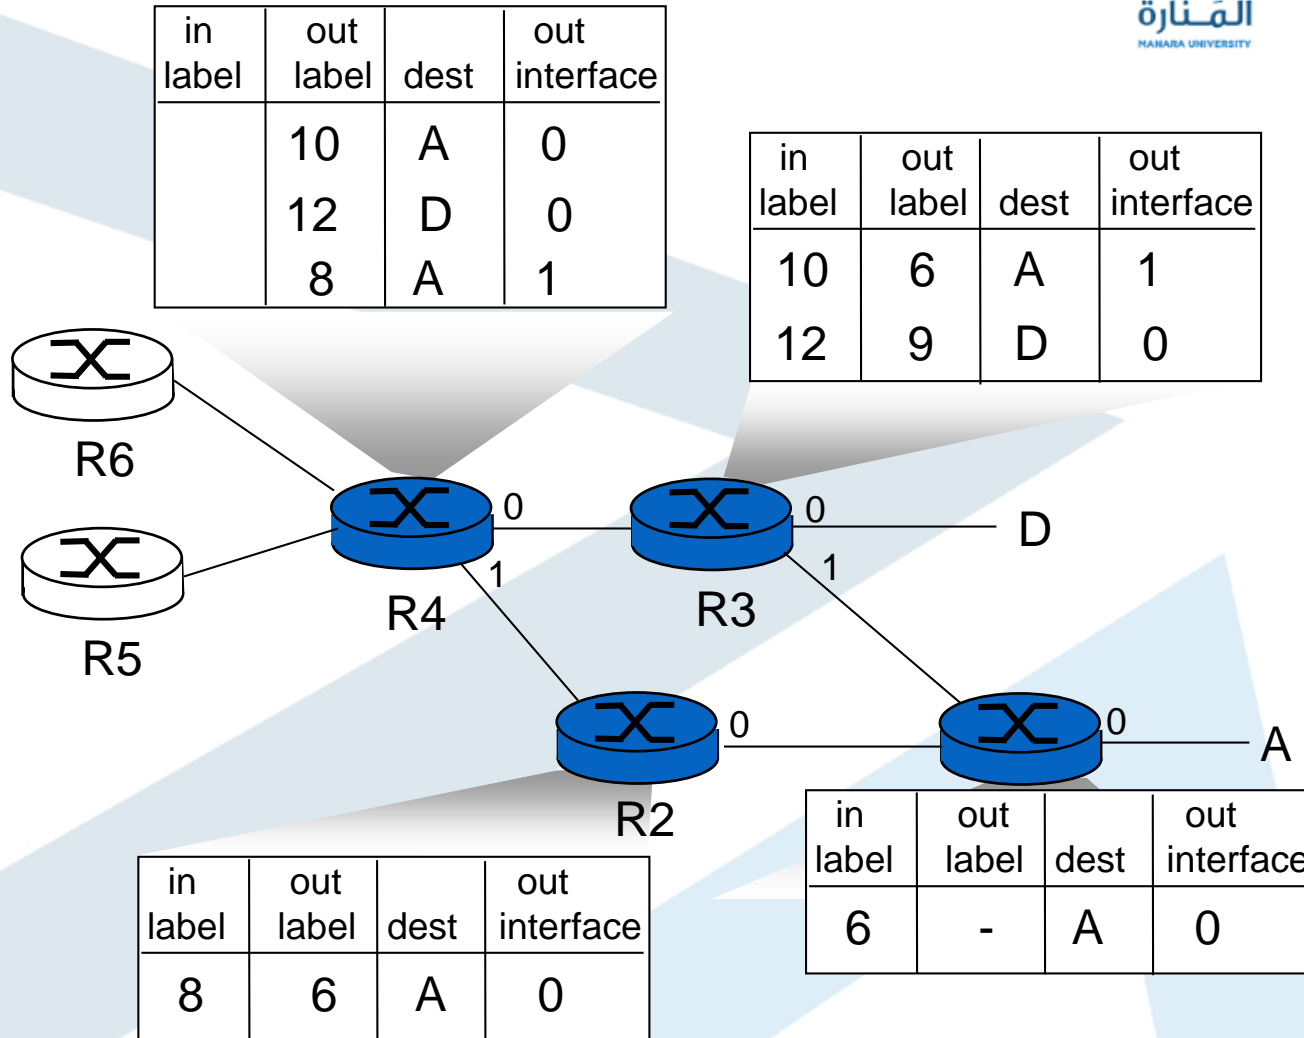 المَـنارة
MANARA UNIVERSITY
in out out
label label dest interface
10 A 0
12 D 0
8 A 1
in out out
label label dest interface
10 6 A 1
12 9 D 0
R6
R5
R4
0
1
R3
0
1
D
R2
0
0
A
in out out
label label dest interface
8 6 A 0
in out out
label label dest interface
6 - A 0